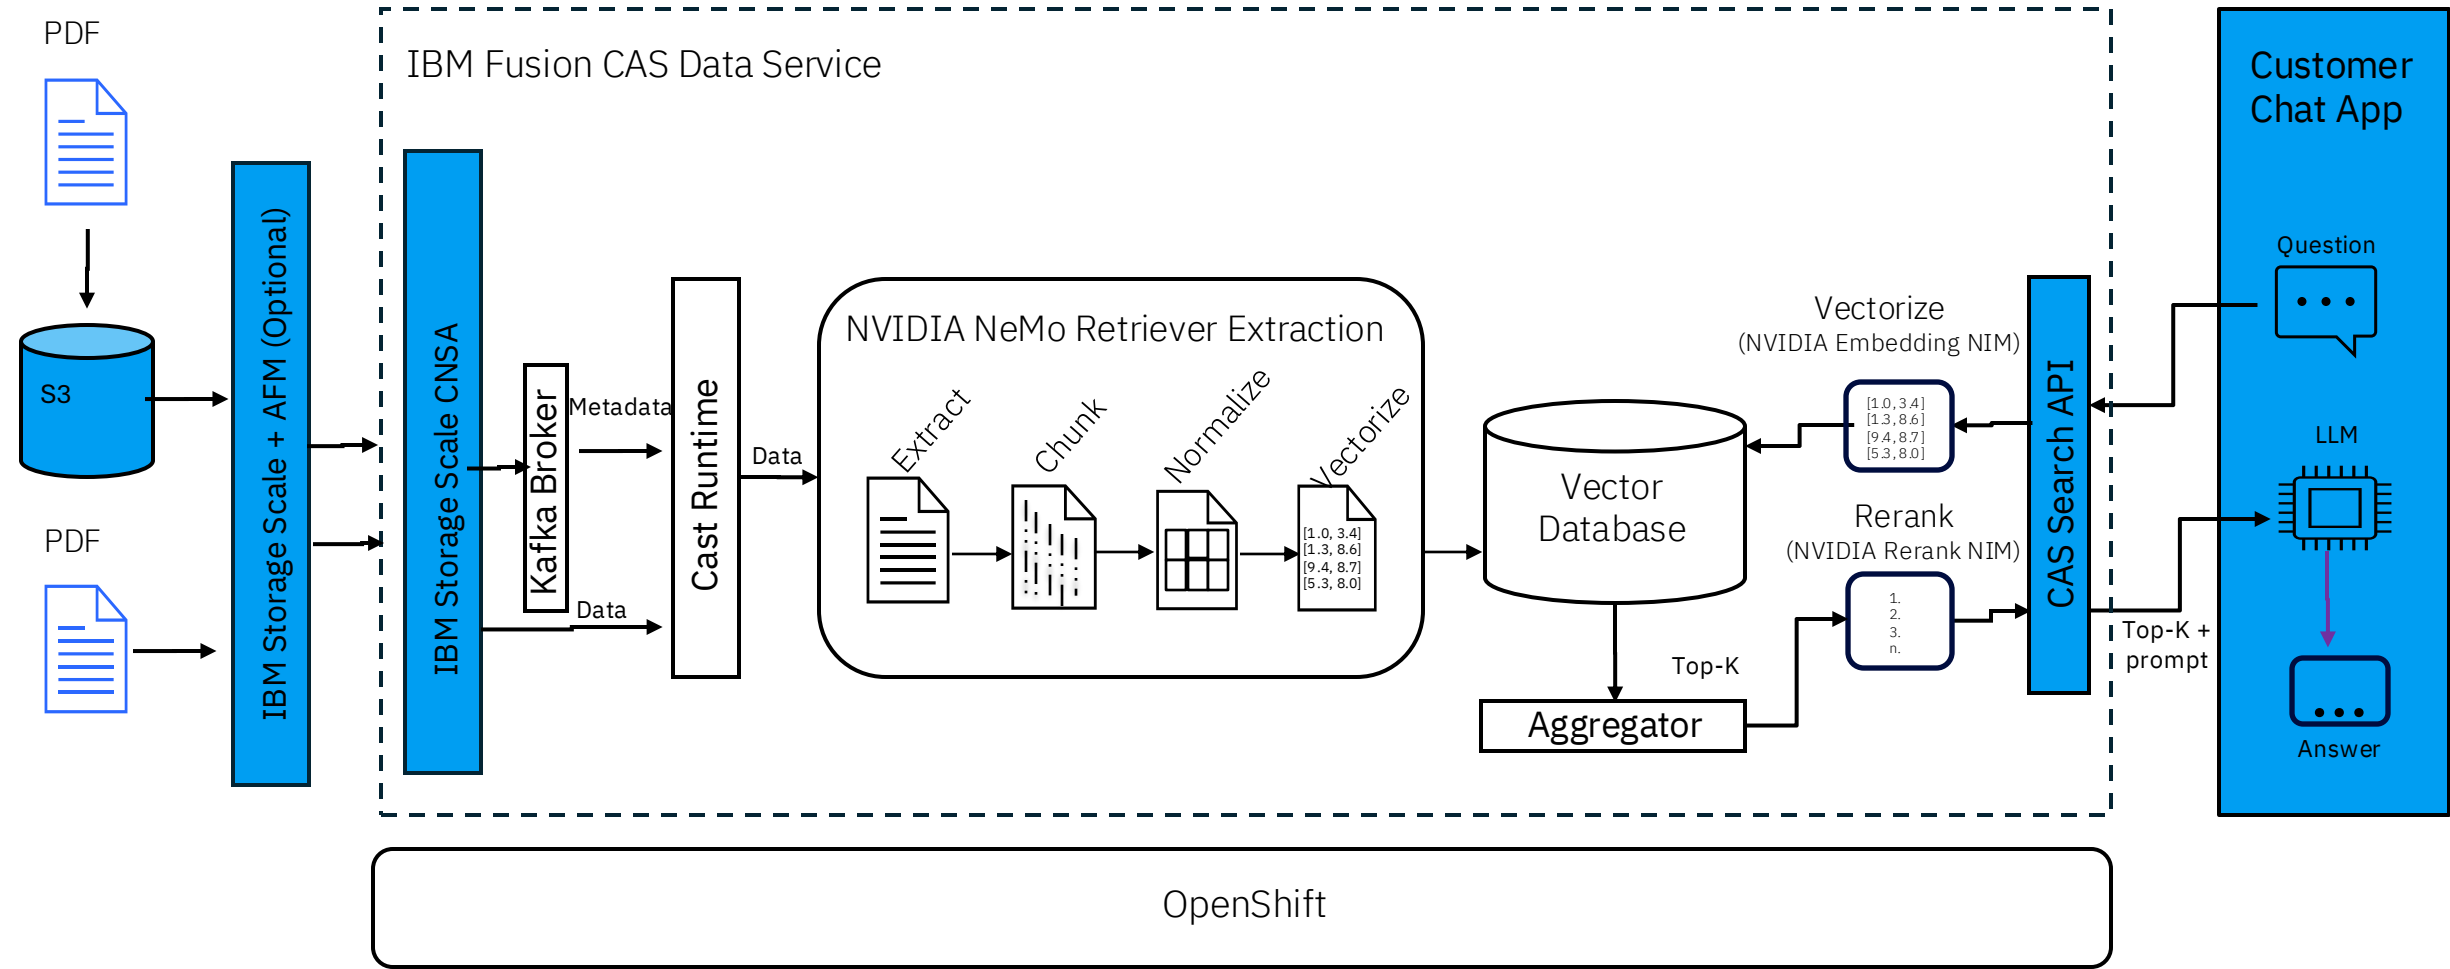 PDF
IBM Fusion CAS Data Service
Customer
Chat App
S3
PDF
IBM Storage Scale + AFM (Optional)
IBM Storage Scale CNSA
Kafka Broker
Metadata
Data
Cast Runtime
Data
NVIDIA NeMo Retriever Extraction
Extract
Chunk
Normalize
Vectorize
[1.0, 3.4]
[1.3, 8.6]
[9.4, 8.7]
[5.3, 8.0]
Vector
Database
Top-K
Aggregator
Vectorize
(NVIDIA Embedding NIM)
[1.0, 3.4]
[1.3, 8.6]
[9.4, 8.7]
[5.3, 8.0]
Rerank
(NVIDIA Rerank NIM)
1.
2.
3.
n.
CAS Search API
Top-K +
prompt
Question
LLM
Answer
OpenShift